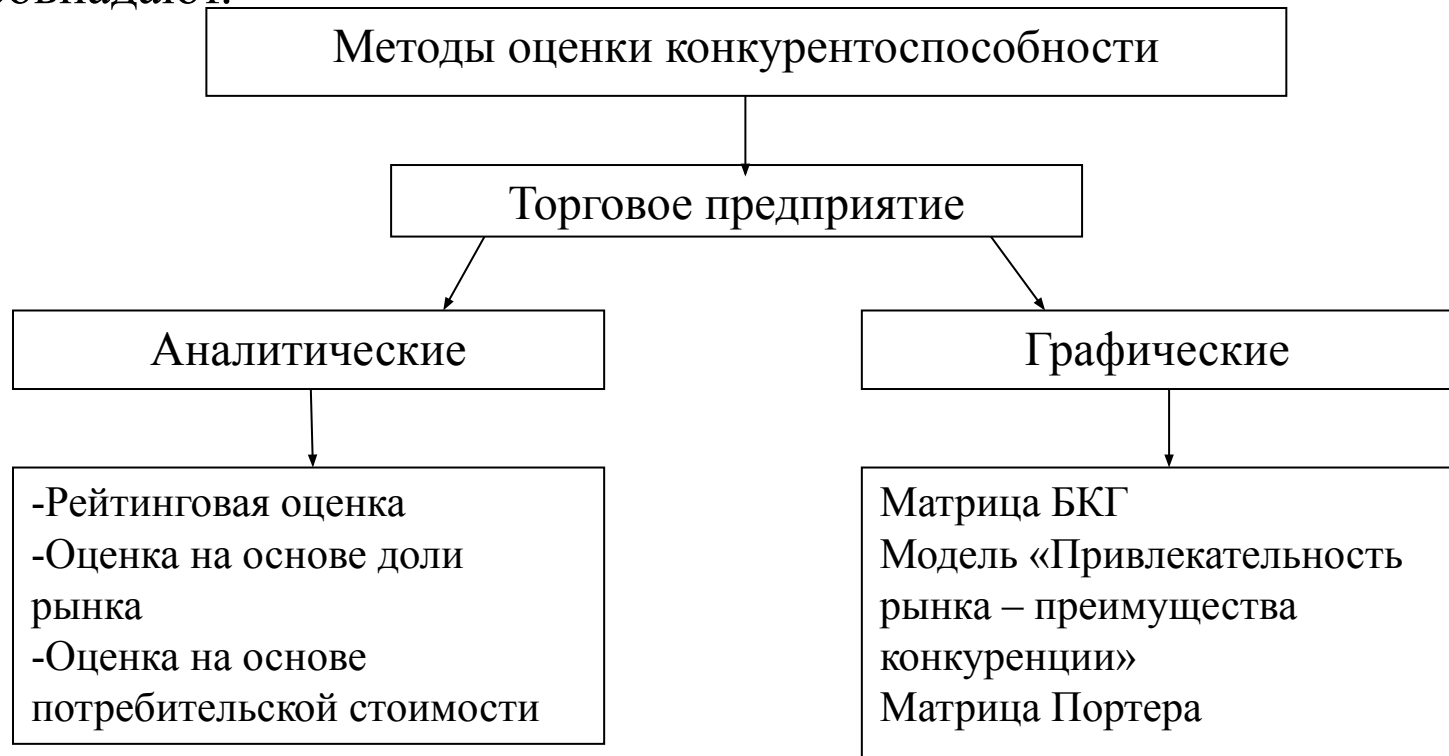 Методы оценки конкурентоспособности
Торговое предприятие
Аналитические
Графические
-Рейтинговая оценка
-Оценка на основе доли
рынка
-Оценка на основе
потребительской стоимости
Матрица БКГ
Модель «Привлекательность
рынка – преимущества
конкуренции»
Матрица Портера